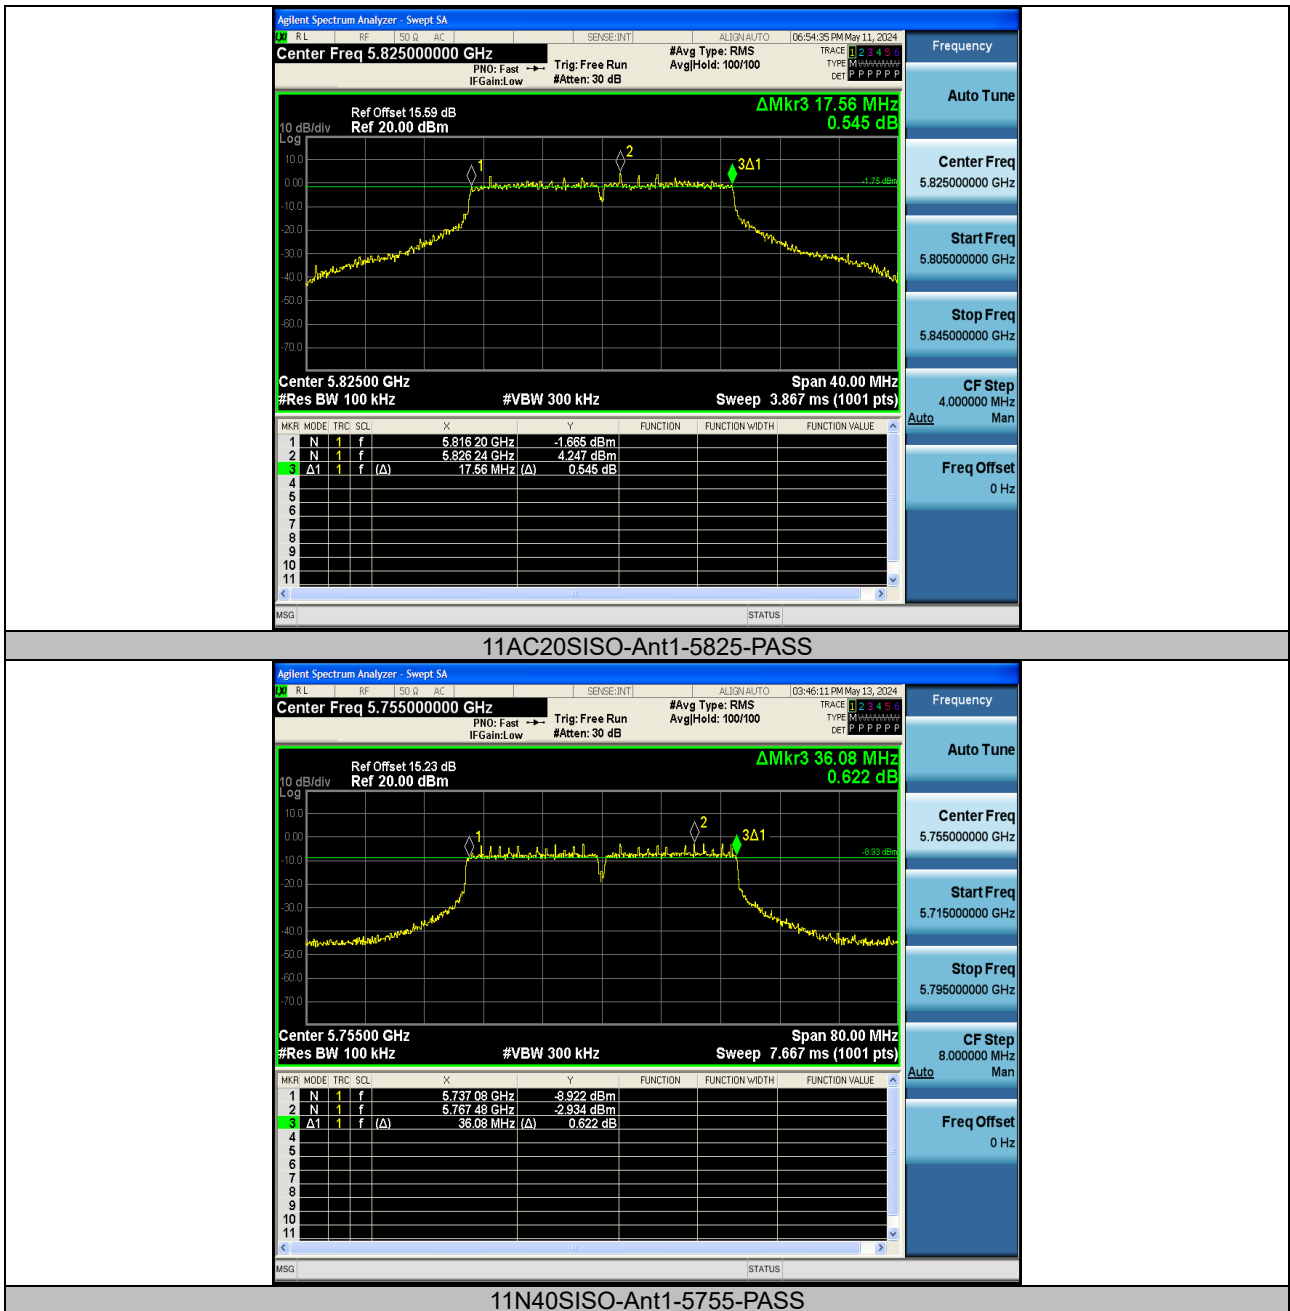 Agilent Spectrum Analyzer - Swept SA
RL RF 50 Ω AC SENSE:INT ALIGN AUTO 06:54:35 PM May 11, 2024
Center Freq 5.825000000 GHz
PNO: Fast
IFGain:Low
Trig: Free Run
#Atten: 30 dB
#Avg Type: RMS
Avg|Hold: 100/100
TRACE 1 2 3 4 5 6
TYPE M
DET P P P P P P
ΔMkr3 17.56 MHz
0.545 dB
Ref Offset 15.59 dB
10 dB/div Ref 20.00 dBm
Log
10.0
0.00
-10.0
-20.0
-30.0
-40.0
-50.0
-60.0
-70.0
1
2
3Δ1
-1.75 dBm
Center 5.82500 GHz Span 40.00 MHz
#Res BW 100 kHz #VBW 300 kHz Sweep 3.867 ms (1001 pts)
MKR MODE TRC SCL X Y FUNCTION FUNCTION WIDTH FUNCTION VALUE
1 N 1 f 5.816 20 GHz -1.665 dBm
2 N 1 f 5.826 24 GHz 4.247 dBm
3 Δ1 1 f (Δ) 17.56 MHz (Δ) 0.545 dB
4
5
6
7
8
9
10
11
MSG STATUS
Frequency
Auto Tune
Center Freq
5.825000000 GHz
Start Freq
5.805000000 GHz
Stop Freq
5.845000000 GHz
CF Step
4.000000 MHz
Auto Man
Freq Offset
0 Hz
11AC20SISO-Ant1-5825-PASS
Agilent Spectrum Analyzer - Swept SA
RL RF 50 Ω AC SENSE:INT ALIGN AUTO 03:46:11 PM May 13, 2024
Center Freq 5.755000000 GHz
PNO: Fast
IFGain:Low
Trig: Free Run
#Atten: 30 dB
#Avg Type: RMS
Avg|Hold: 100/100
TRACE 1 2 3 4 5 6
TYPE M
DET P P P P P P
ΔMkr3 36.08 MHz
0.622 dB
Ref Offset 15.23 dB
10 dB/div Ref 20.00 dBm
Log
10.0
0.00
-10.0
-20.0
-30.0
-40.0
-50.0
-60.0
-70.0
1
2
3Δ1
-8.93 dBm
Center 5.75500 GHz Span 80.00 MHz
#Res BW 100 kHz #VBW 300 kHz Sweep 7.667 ms (1001 pts)
MKR MODE TRC SCL X Y FUNCTION FUNCTION WIDTH FUNCTION VALUE
1 N 1 f 5.737 08 GHz -8.922 dBm
2 N 1 f 5.767 48 GHz -2.934 dBm
3 Δ1 1 f (Δ) 36.08 MHz (Δ) 0.622 dB
4
5
6
7
8
9
10
11
MSG STATUS
Frequency
Auto Tune
Center Freq
5.755000000 GHz
Start Freq
5.715000000 GHz
Stop Freq
5.795000000 GHz
CF Step
8.000000 MHz
Auto Man
Freq Offset
0 Hz
11N40SISO-Ant1-5755-PASS